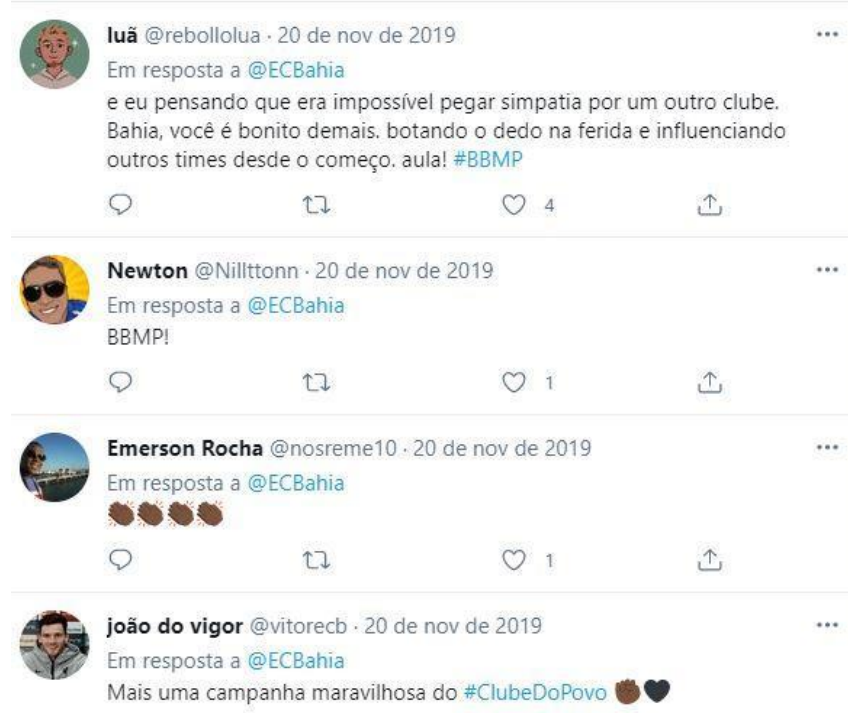 luã @rebollolua · 20 de nov de 2019
Em resposta a @ECBahia
e eu pensando que era impossível pegar simpatia por um outro clube.
Bahia, você é bonito demais. botando o dedo na ferida e influenciando
outros times desde o começo. aula! #BBMP
4
Newton @Nillttonn · 20 de nov de 2019
Em resposta a @ECBahia
BBMP!
1
Emerson Rocha @nosreme10 · 20 de nov de 2019
Em resposta a @ECBahia
👏🏾👏🏾👏🏾👏🏾
1
joão do vigor @vitorecb · 20 de nov de 2019
Em resposta a @ECBahia
Mais uma campanha maravilhosa do #ClubeDoPovo ✊🏾🖤